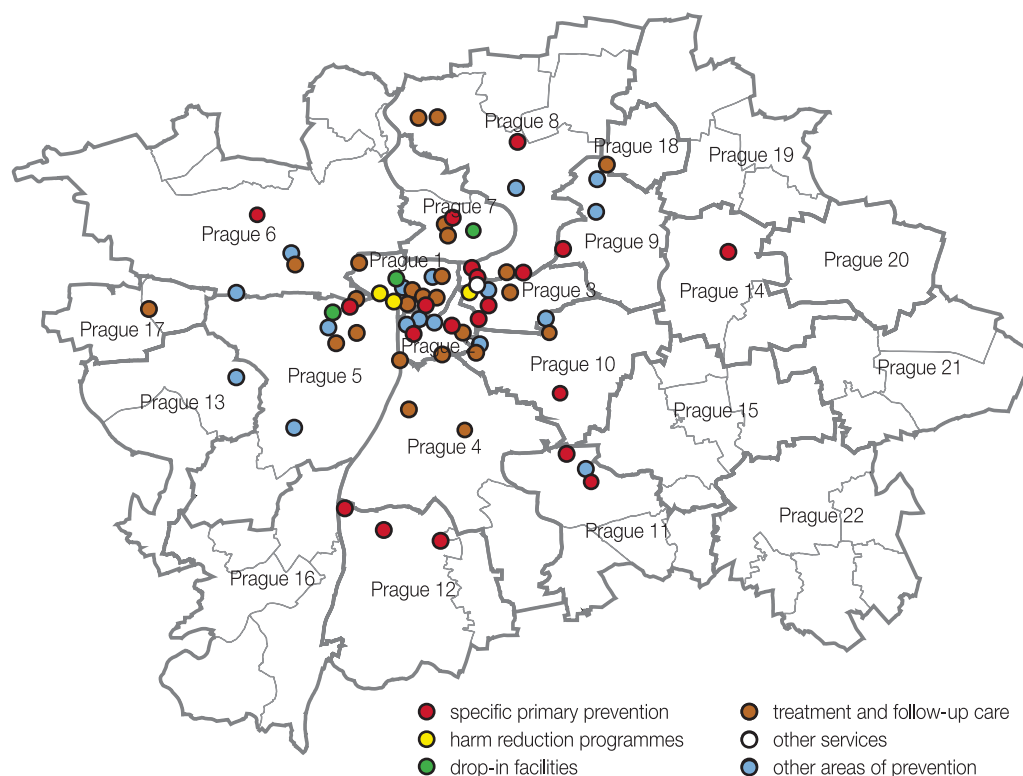 Prague 8
Prague 18
Prague 19
Prague 7
Prague 6
Prague 9
Prague 1
Prague 20
Prague 3
Prague 14
Prague 17
Prague
Prague 10
Prague 21
Prague 5
Prague 13
Prague 15
Prague 4
Prague 22
Prague 11
Prague 16
Prague 12
specific primary prevention
treatment and follow-up care
harm reduction programmes
other services
drop-in facilities
other areas of prevention